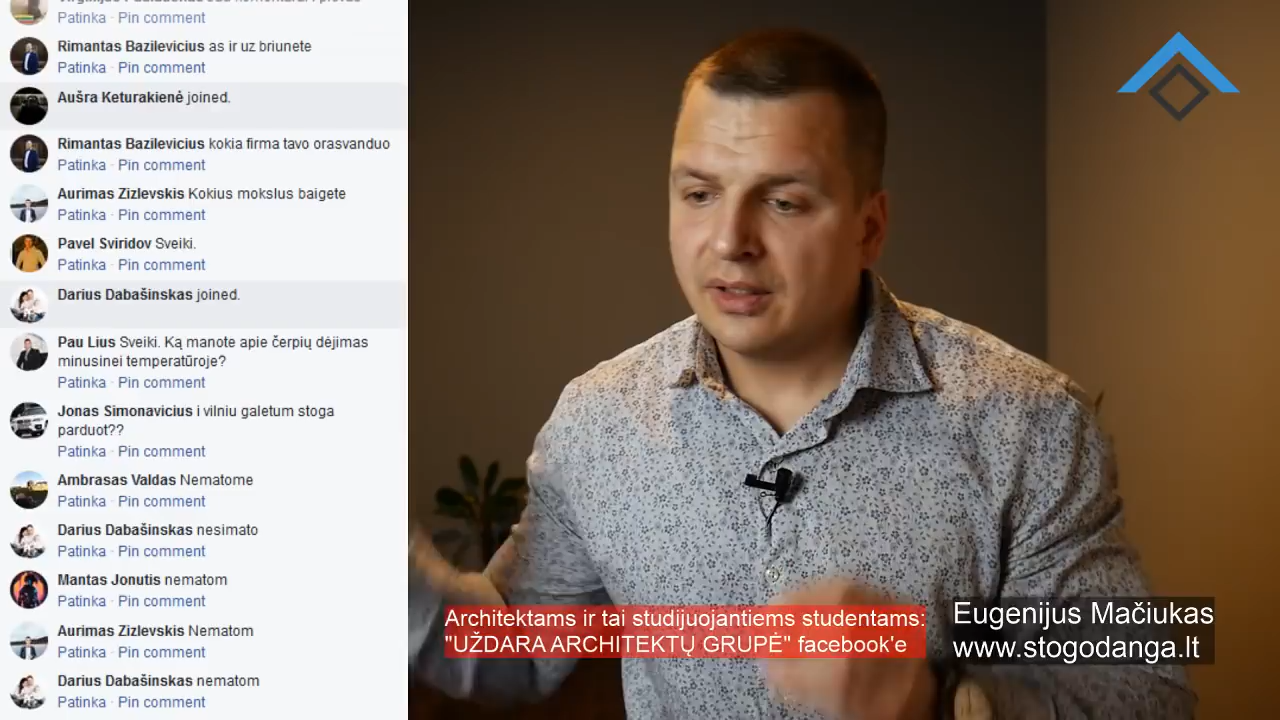 Patinka · Pin comment
Rimantas Bazilevicius as ir uz briunete
Patinka · Pin comment
Aušra Keturakienė joined.
Rimantas Bazilevicius kokia firma tavo orasvanduo
Patinka · Pin comment
Aurimas Zizlevskis Kokius mokslus baigete
Patinka · Pin comment
Pavel Sviridov Sveiki.
Patinka · Pin comment
Darius Dabašinskas joined.
Pau Lius Sveiki. Ką manote apie čerpių dėjimas
minusinei temperatūroje?
Patinka · Pin comment
Jonas Simonavicius i vilniu galetum stoga
parduot??
Patinka · Pin comment
Ambrasas Valdas Nematome
Patinka · Pin comment
Darius Dabašinskas nesimato
Patinka · Pin comment
Mantas Jonutis nematom
Patinka · Pin comment
Aurimas Zizlevskis Nematom
Patinka · Pin comment
Darius Dabašinskas nematom
Patinka · Pin comment
Architektams ir tai studijuojantiems studentams:
"UŽDARA ARCHITEKTŲ GRUPĖ" facebook'e
Eugenijus Mačiukas
www.stogodanga.lt